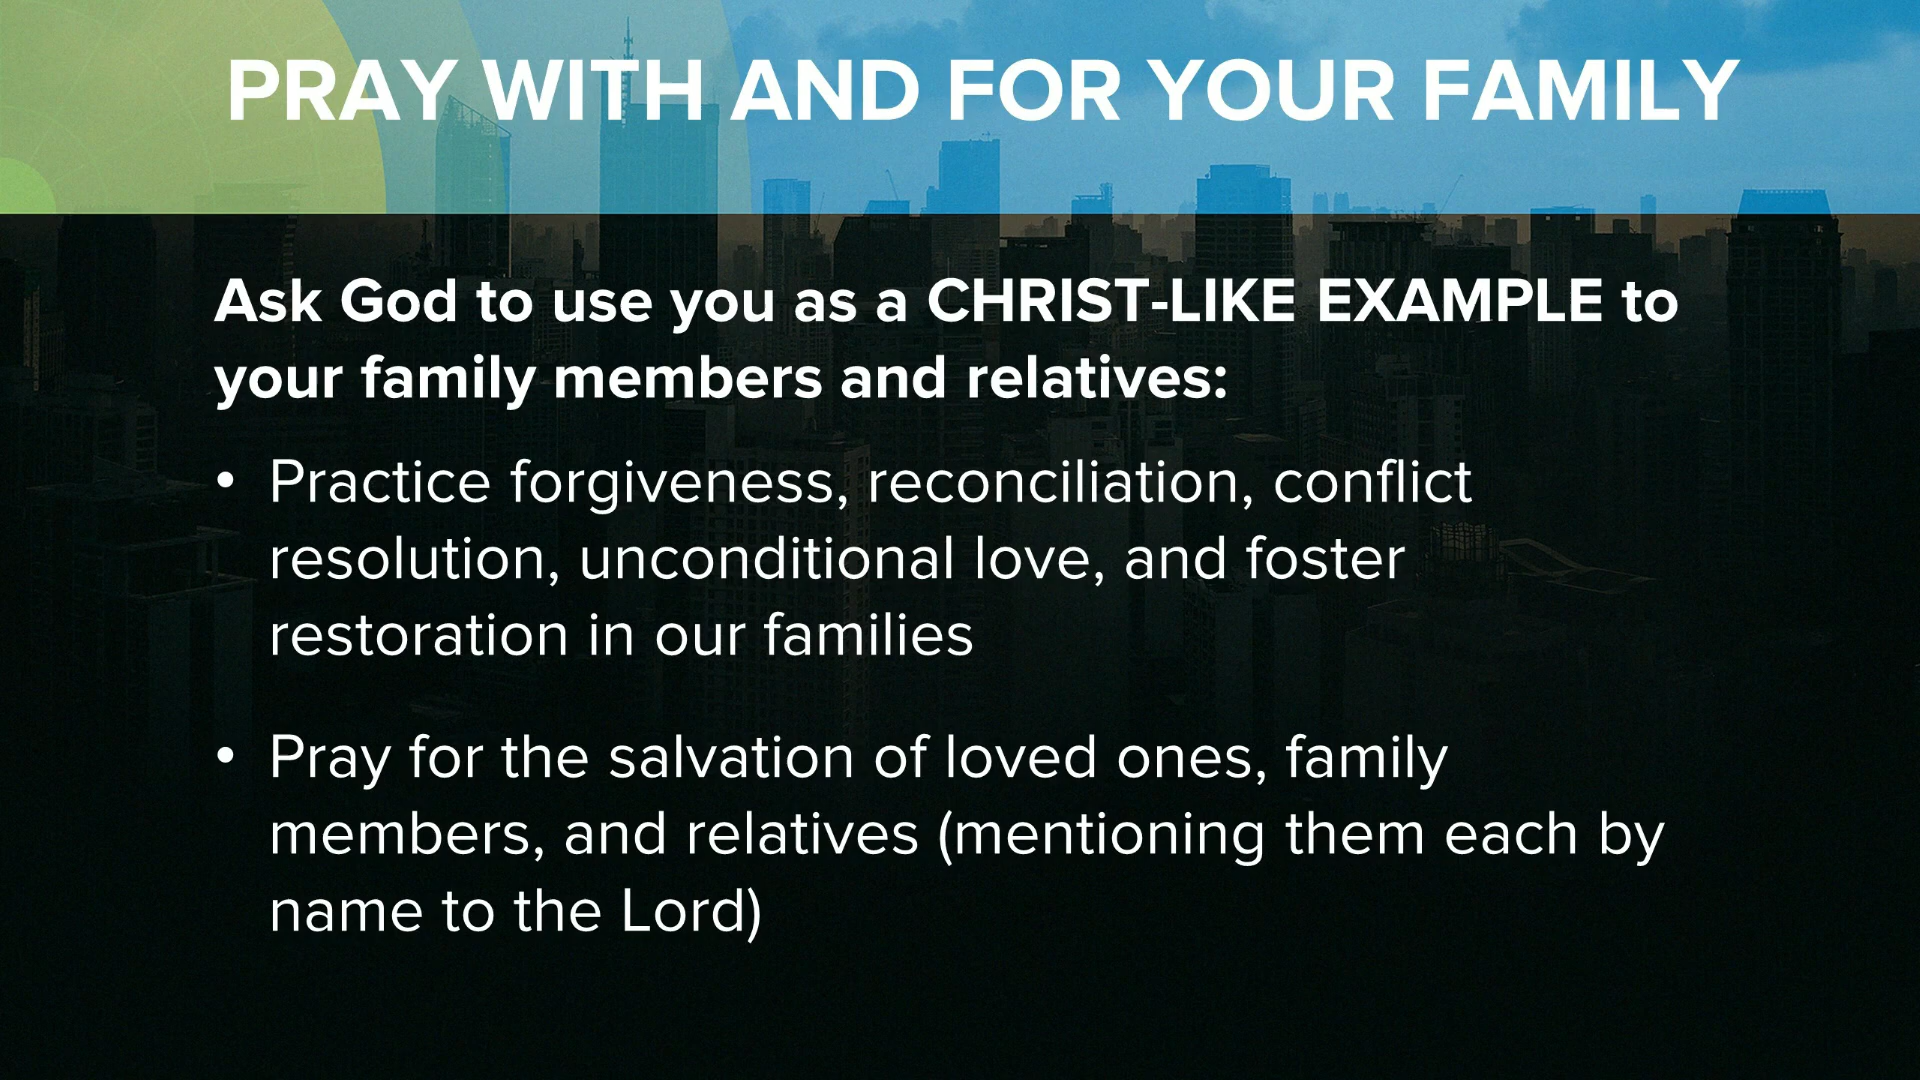 PRAY WITH AND FOR YOUR FAMILY
Ask God to use you as a CHRIST-LIKE EXAMPLE to
your family members and relatives:
• Practice forgiveness, reconciliation, conflict
resolution, unconditional love, and foster
restoration in our families
• Pray for the salvation of loved ones, family
members, and relatives (mentioning them each by
name to the Lord)